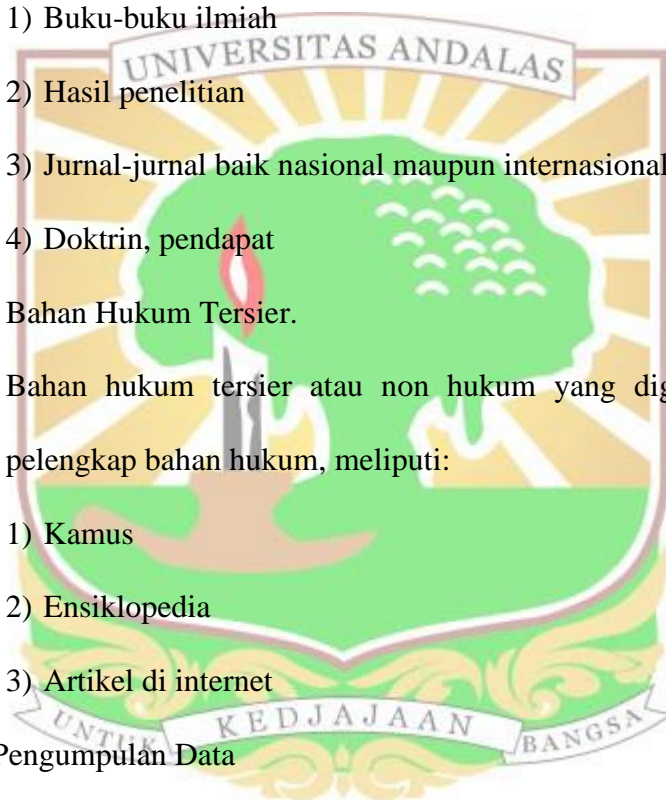 1) Buku-buku ilmiah
UNIVERSITAS ANDALAS
2) Hasil penelitian
3) Jurnal-jurnal baik nasional maupun internasional
4) Doktrin, pendapat
Bahan Hukum Tersier.
Bahan hukum tersier atau non hukum yang dig
pelengkap bahan hukum, meliputi:
1) Kamus
2) Ensiklopedia
3) Artikel di internet
UNTUK KEDJAJAAN BANGSA
Pengumpulan Data